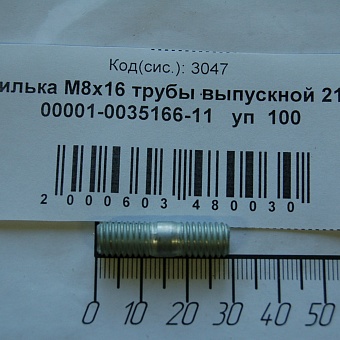 Код(сис.): 3047
М8х16 трубы выпускной 21
00001-0035166-11 уп 100
2 000603 480030
0 10 20 30 40 50